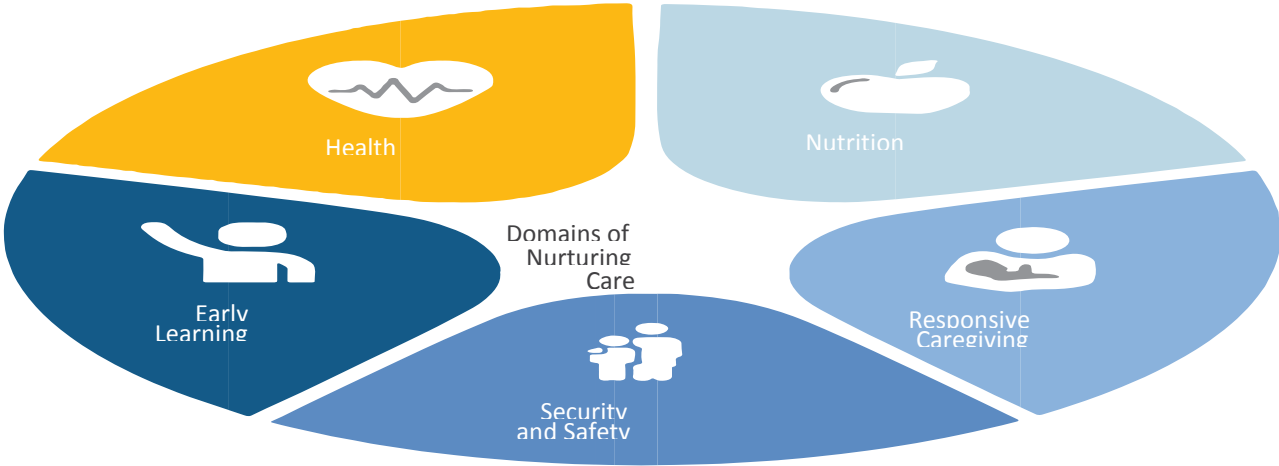 Health
Nutrition
Domains of
Nurturing
Care
Early
Learning
Responsive
Caregiving
Security
and Safety